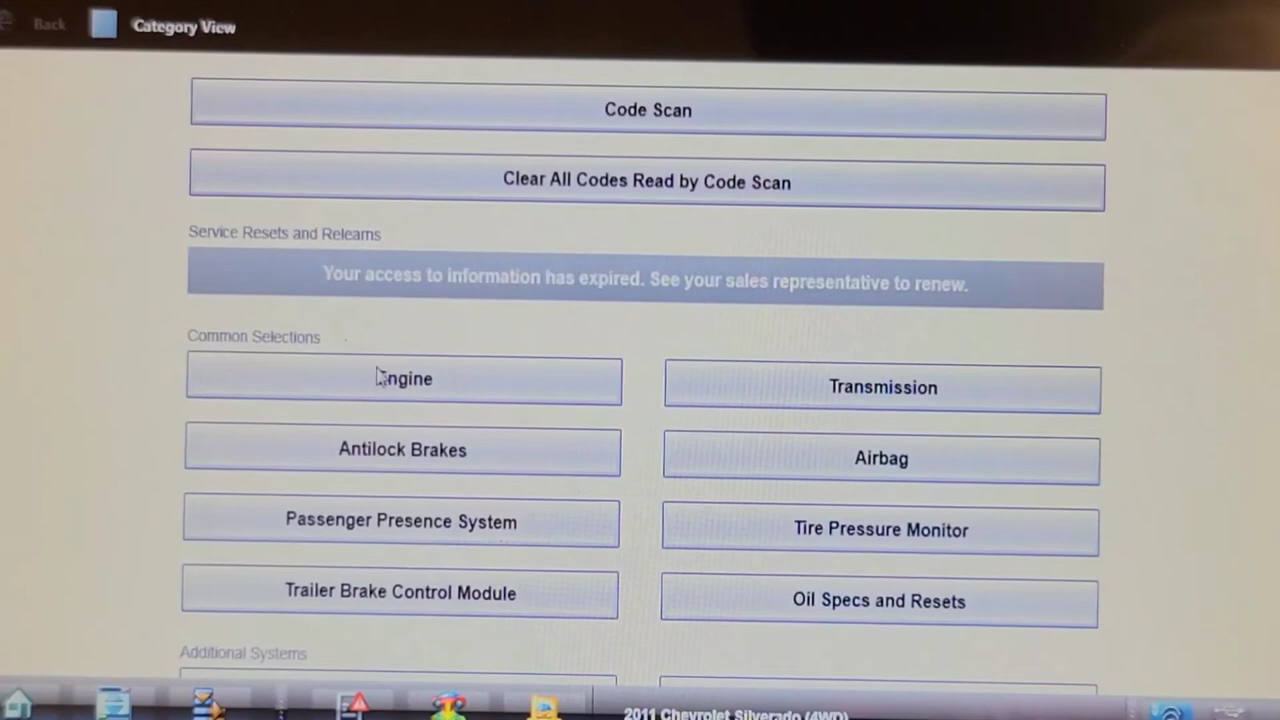 Back
Category View
Code Scan
Clear All Codes Read by Code Scan
Service Resets and Relearns
Your access to information has expired. See your sales representative to renew.
Common Selections
Engine
Transmission
Antilock Brakes
Airbag
Passenger Presence System
Tire Pressure Monitor
Trailer Brake Control Module
Oil Specs and Resets
Additional Systems
2011 Chevrolet Silverado (4WD)